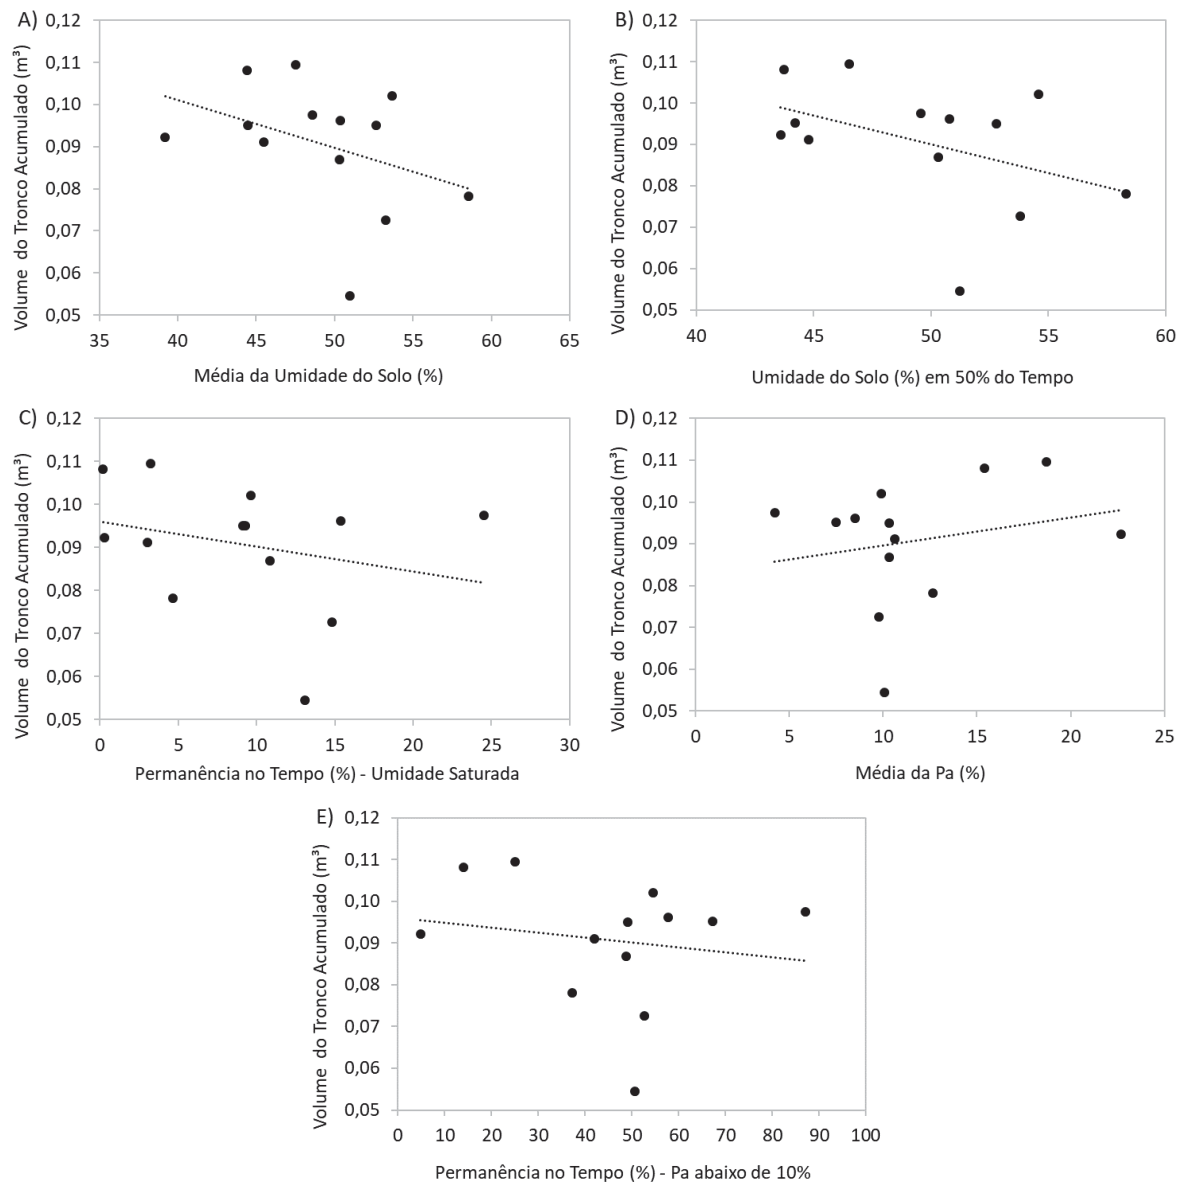 A)
Volume do Tronco Acumulado (m³)
0,12
0,11
0,10
0,09
0,08
0,07
0,06
0,05
35 40 45 50 55 60 65
Média da Umidade do Solo (%)
B)
Volume do Tronco Acumulado (m³)
0,12
0,11
0,10
0,09
0,08
0,07
0,06
0,05
40 45 50 55 60
Umidade do Solo (%) em 50% do Tempo
C)
Volume do Tronco Acumulado (m³)
0,12
0,11
0,10
0,09
0,08
0,07
0,06
0,05
0 5 10 15 20 25 30
Permanência no Tempo (%) - Umidade Saturada
D)
Volume do Tronco Acumulado (m³)
0,12
0,11
0,10
0,09
0,08
0,07
0,06
0,05
0 5 10 15 20 25
Média da Pa (%)
E)
Volume do Tronco Acumulado (m³)
0,12
0,11
0,10
0,09
0,08
0,07
0,06
0,05
0 10 20 30 40 50 60 70 80 90 100
Permanência no Tempo (%) - Pa abaixo de 10%